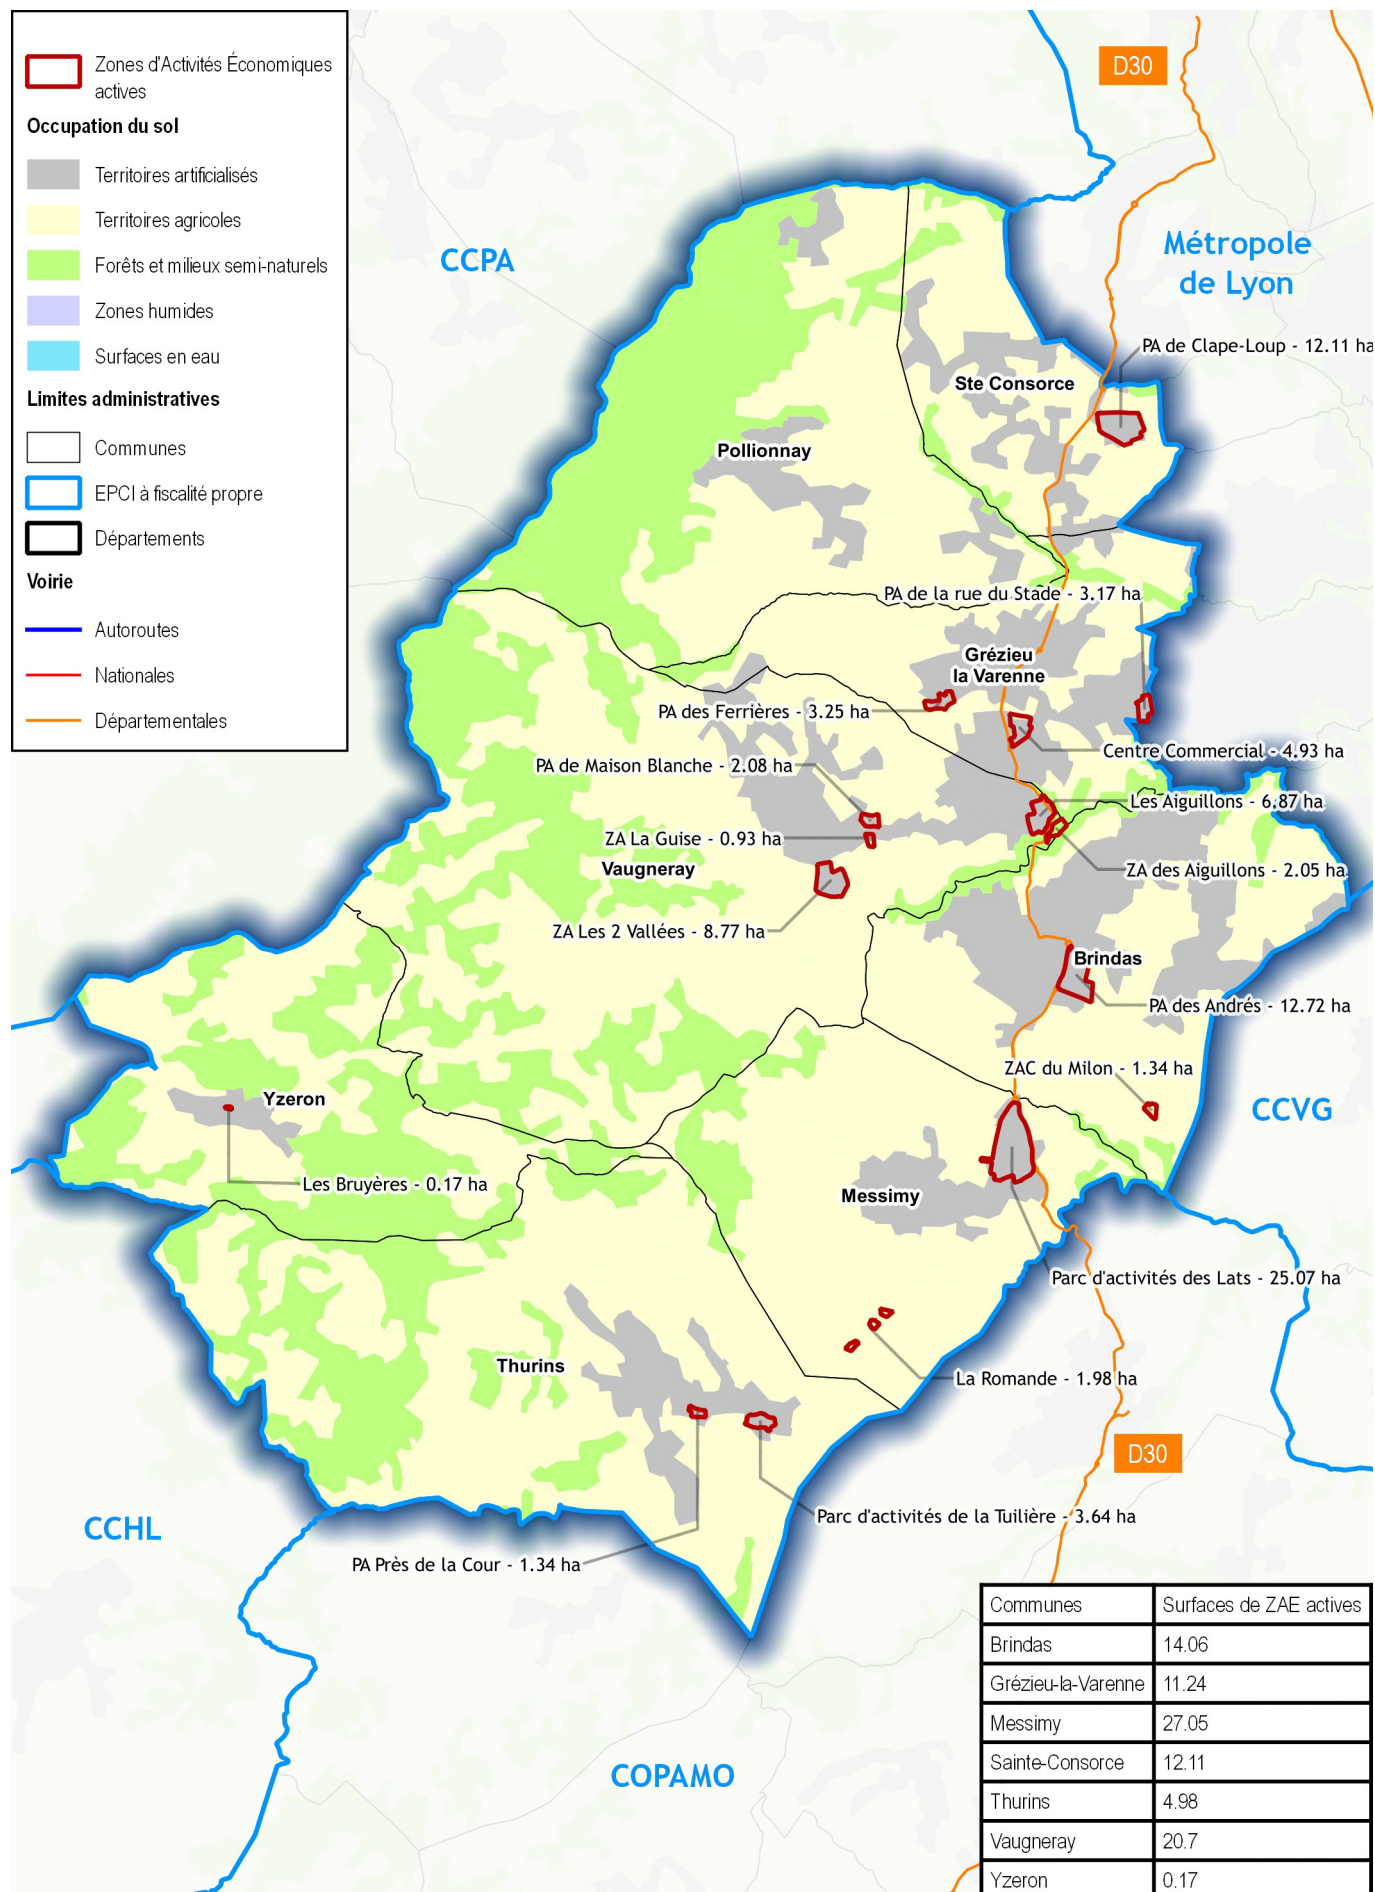 Zones d'Activités Économiques
actives
Occupation du sol
Territoires artificialisés
Territoires agricoles
Forêts et milieux semi-naturels
Zones humides
Surfaces en eau
Limites administratives
Communes
EPCI à fiscalité propre
Départements
Voirie
Autoroutes
Nationales
Départementales
D30
CCPA
Métropole
de Lyon
PA de Clape-Loup - 12.11 ha
Ste Consorce
Pollionnay
PA de la rue du Stade - 3.17 ha
Grézieu
la Varenne
PA des Ferrières - 3.25 ha
Centre Commercial - 4.93 ha
PA de Maison Blanche - 2.08 ha
Les Aiguillons - 6.87 ha
ZA La Guise - 0.93 ha
Vaugneray
ZA des Aiguillons - 2.05 ha
ZA Les 2 Vallées - 8.77 ha
Brindas
PA des Andrés - 12.72 ha
ZAC du Milon - 1.34 ha
Yzeron
CCVG
Les Bruyères - 0.17 ha
Messimy
Parc d'activités des Lats - 25.07 ha
Thurins
La Romande - 1.98 ha
D30
Parc d'activités de la Tuilière - 3.64 ha
CCHL
PA Près de la Cour - 1.34 ha
COPAMO
Communes Surfaces de ZAE actives
Brindas 14.06
Grézieu-la-Varenne 11.24
Messimy 27.05
Sainte-Consorce 12.11
Thurins 4.98
Vaugneray 20.7
Yzeron 0.17